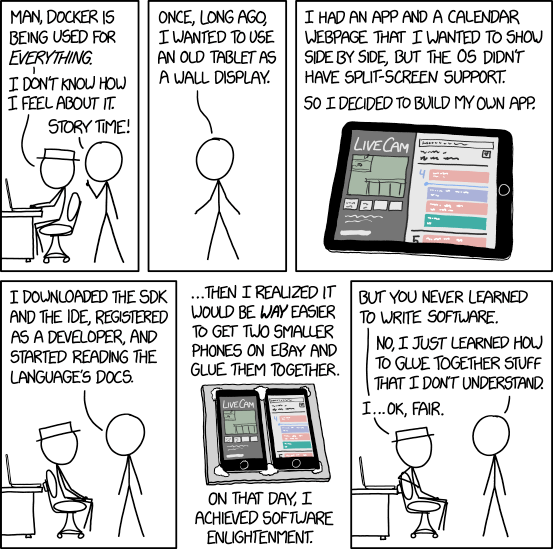 MAN, DOCKER IS
BEING USED FOR
EVERYTHING.
I DON'T KNOW HOW
I FEEL ABOUT IT.
STORY TIME!
ONCE, LONG AGO,
I WANTED TO USE
AN OLD TABLET AS
A WALL DISPLAY.
I HAD AN APP AND A CALENDAR
WEBPAGE THAT I WANTED TO SHOW
SIDE BY SIDE, BUT THE OS DIDN'T
HAVE SPLIT-SCREEN SUPPORT.
SO I DECIDED TO BUILD MY OWN APP.
LIVECAM
4
5
I DOWNLOADED THE SDK
AND THE IDE, REGISTERED
AS A DEVELOPER, AND
STARTED READING THE
LANGUAGE'S DOCS.
...THEN I REALIZED IT
WOULD BE WAY EASIER
TO GET TWO SMALLER
PHONES ON EBAY AND
GLUE THEM TOGETHER.
LIVECAM
ON THAT DAY, I
ACHIEVED SOFTWARE
ENLIGHTENMENT.
BUT YOU NEVER LEARNED
TO WRITE SOFTWARE.
NO, I JUST LEARNED HOW
TO GLUE TOGETHER STUFF
THAT I DON'T UNDERSTAND.
I...OK, FAIR.